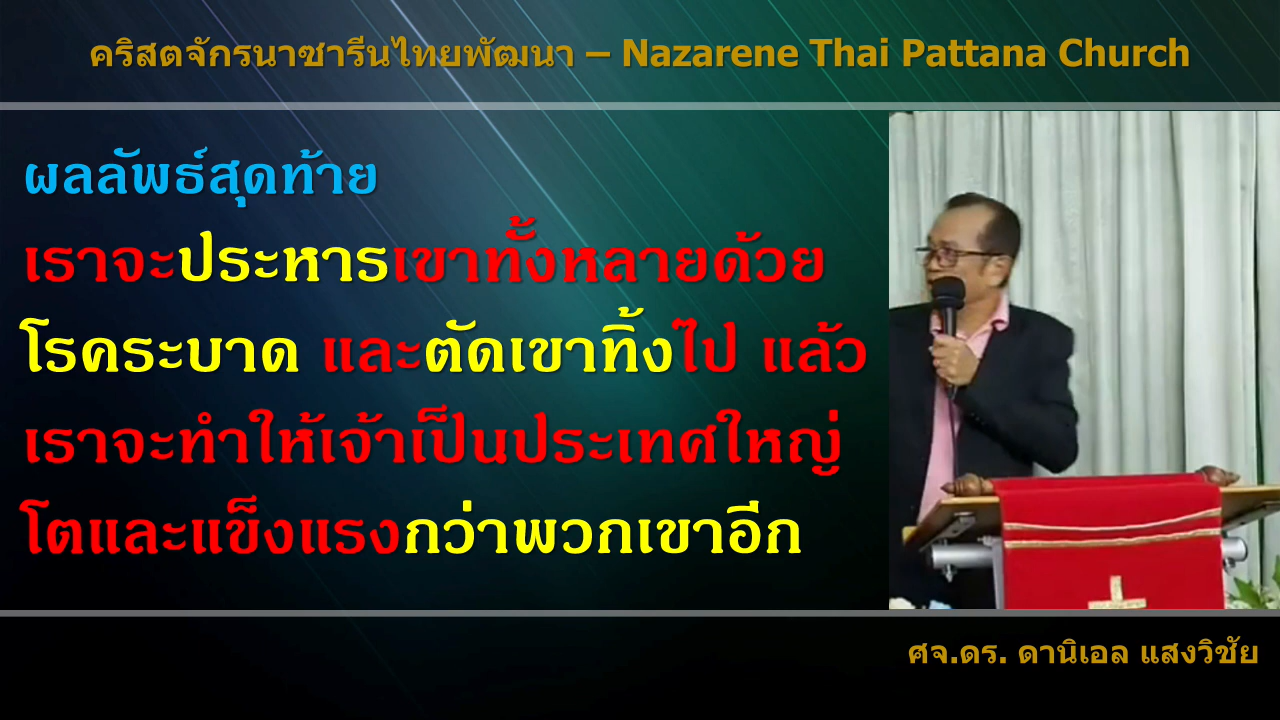 คริสตจักรนาซารีนไทยพัฒนา – Nazarene Thai Pattana Church
ผลลัพธ์สุดท้าย
เราจะประหารเขาทั้งหลายด้วย
โรคระบาด และตัดเขาทิ้งไป แล้ว
เราจะทำให้เจ้าเป็นประเทศใหญ่
โตและแข็งแรงกว่าพวกเขาอีก
ศจ.ดร. ดานิเอล แสงวิชัย